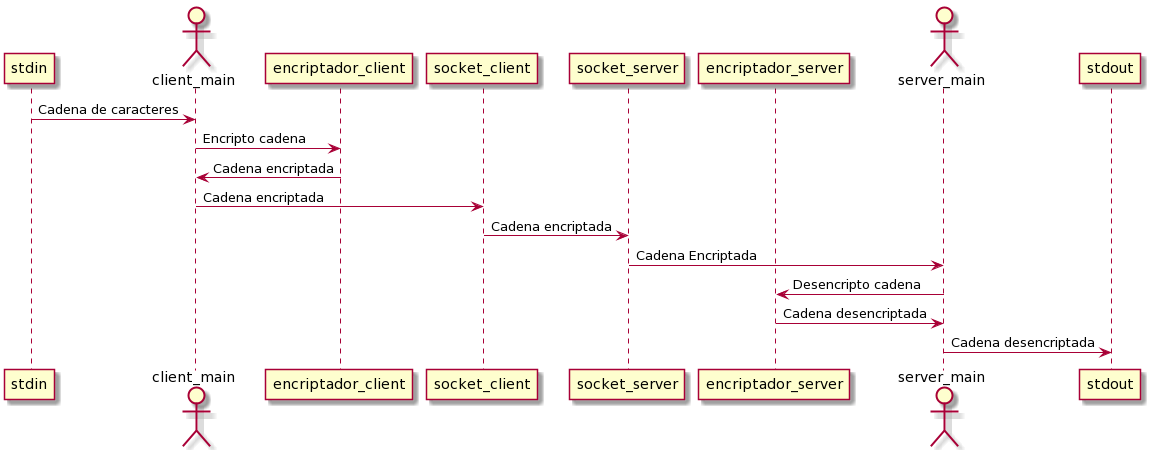 stdin
client_main
encriptador_client
socket_client
socket_server
encriptador_server
server_main
stdout
Cadena de caracteres
Encripto cadena
Cadena encriptada
Cadena encriptada
Cadena encriptada
Cadena Encriptada
Desencripto cadena
Cadena desencriptada
Cadena desencriptada
stdin
client_main
encriptador_client
socket_client
socket_server
encriptador_server
server_main
stdout